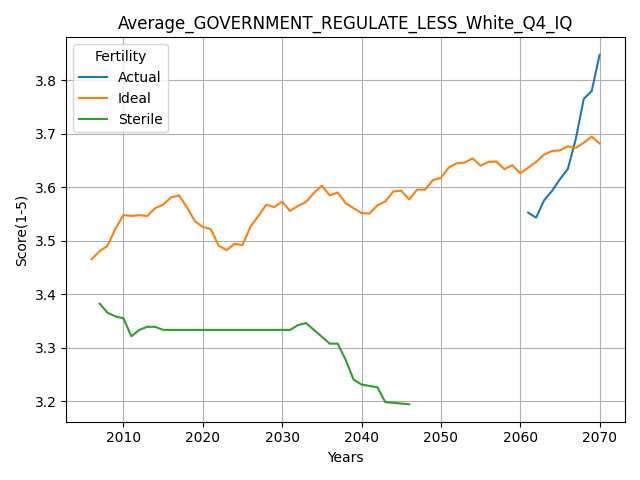 Average_GOVERNMENT_REGULATE_LESS_White_Q4_IQ
Fertility
Actual
Ideal
Sterile
Score(1-5)
3.8
3.7
3.6
3.5
3.4
3.3
3.2
2010 2020 2030 2040 2050 2060 2070
Years